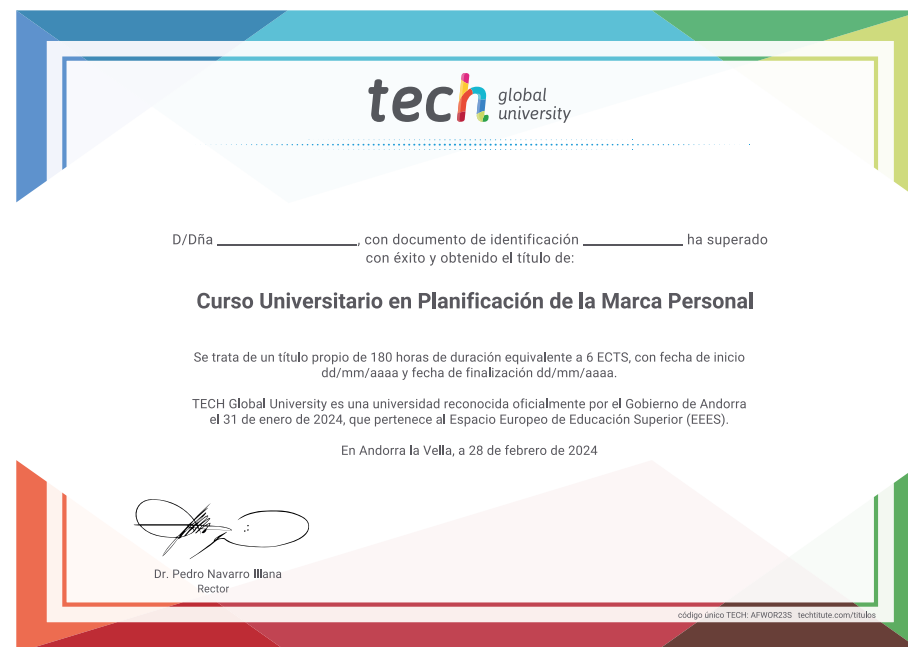 tech global university
D/Dña ____________________, con documento de identificación ______________ ha superado
con éxito y obtenido el título de:
Curso Universitario en Planificación de la Marca Personal
Se trata de un título propio de 180 horas de duración equivalente a 6 ECTS, con fecha de inicio
dd/mm/aaaa y fecha de finalización dd/mm/aaaa.
TECH Global University es una universidad reconocida oficialmente por el Gobierno de Andorra
el 31 de enero de 2024, que pertenece al Espacio Europeo de Educación Superior (EEES).
En Andorra la Vella, a 28 de febrero de 2024
Dr. Pedro Navarro Illana
Rector
código único TECH: AFWOR23S techtitute.com/titulos